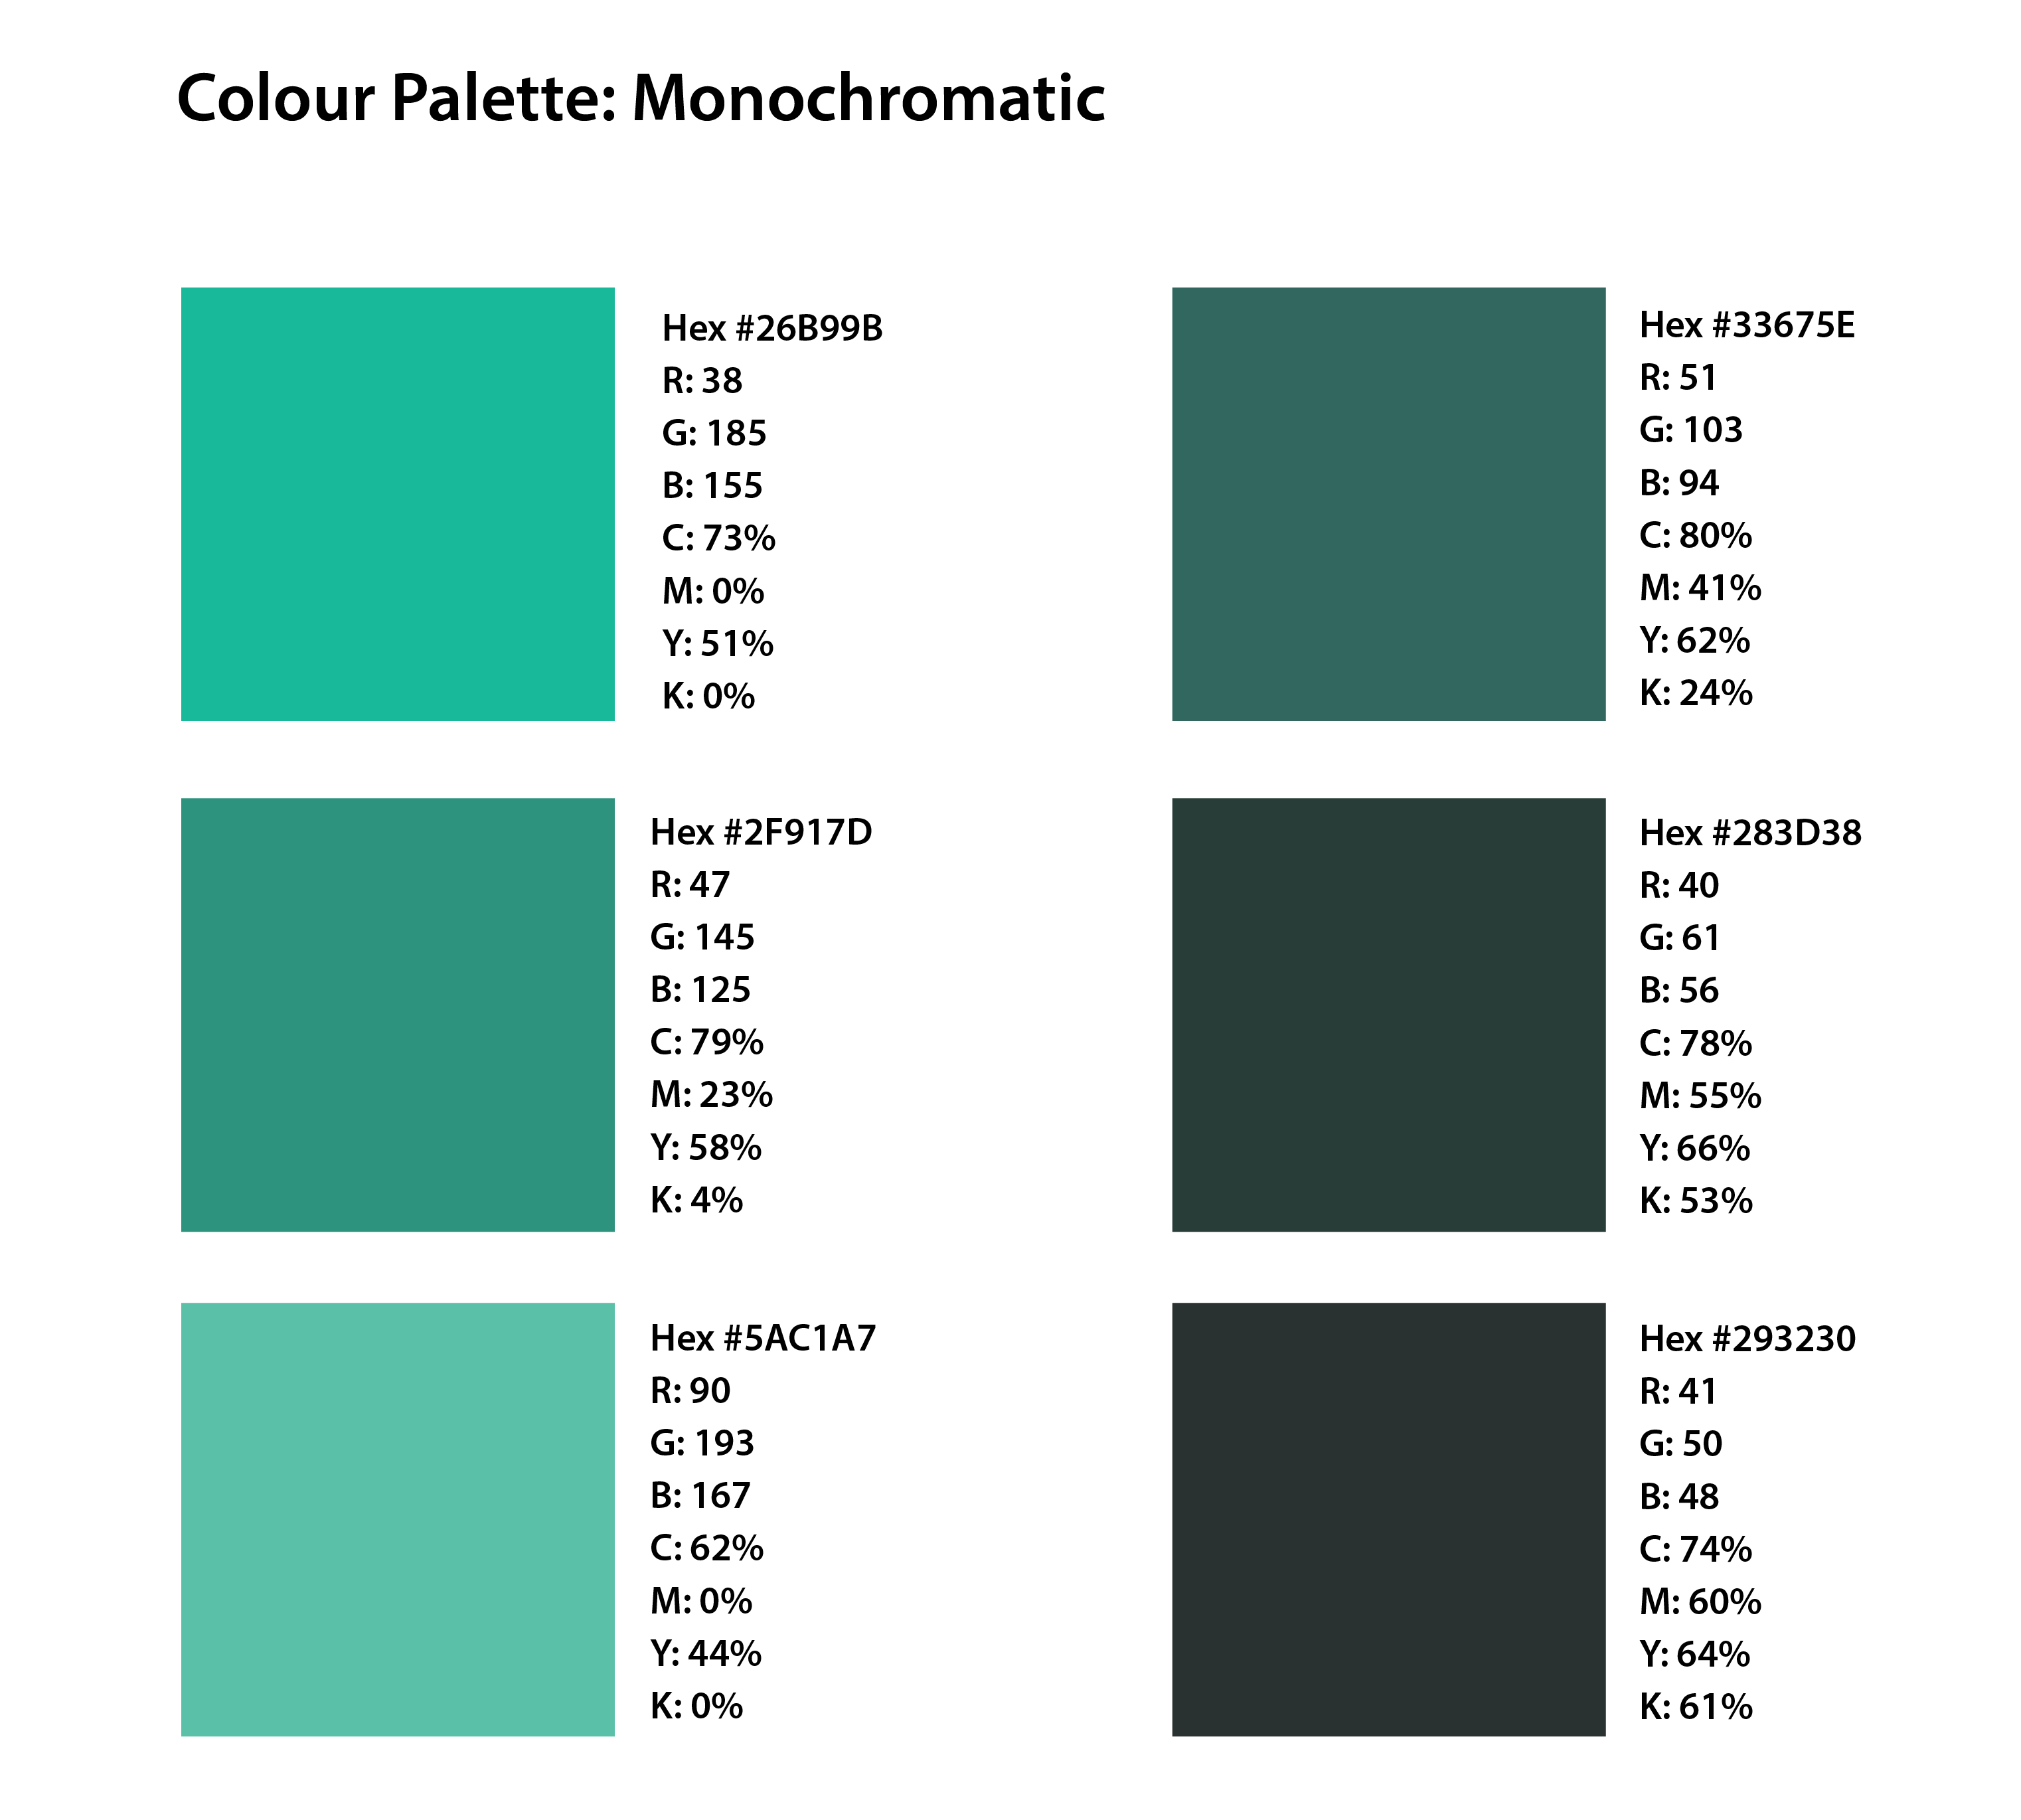 Colour Palette: Monochromatic
Hex #26B99B
R: 38
G: 185
B: 155
C: 73%
M: 0%
Y: 51%
K: 0%
Hex #33675E
R: 51
G: 103
B: 94
C: 80%
M: 41%
Y: 62%
K: 24%
Hex #2F917D
R: 47
G: 145
B: 125
C: 79%
M: 23%
Y: 58%
K: 4%
Hex #283D38
R: 40
G: 61
B: 56
C: 78%
M: 55%
Y: 66%
K: 53%
Hex #5AC1A7
R: 90
G: 193
B: 167
C: 62%
M: 0%
Y: 44%
K: 0%
Hex #293230
R: 41
G: 50
B: 48
C: 74%
M: 60%
Y: 64%
K: 61%